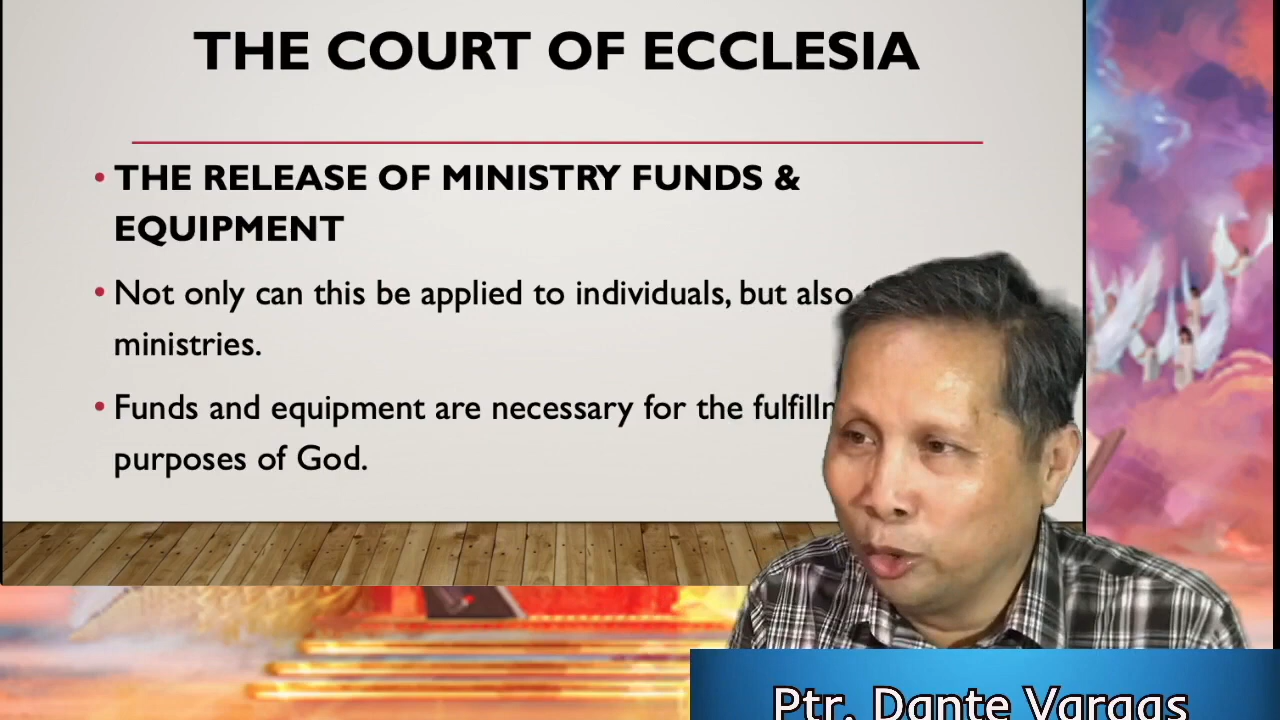 THE COURT OF ECCLESIA
• THE RELEASE OF MINISTRY FUNDS &
EQUIPMENT
• Not only can this be applied to individuals, but also
ministries.
• Funds and equipment are necessary for the
purposes of God.
Ptr. Dante Vargas